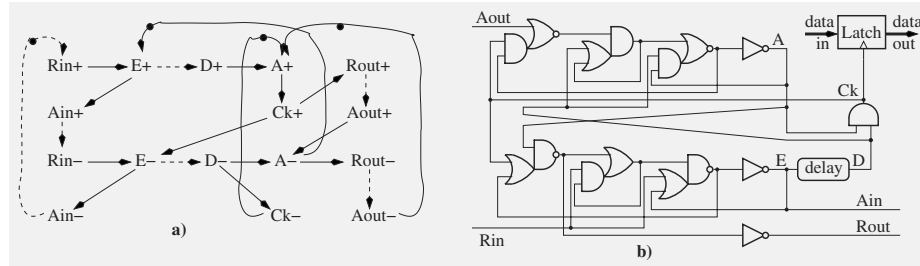 Rin+ E+ D+ A+ Rout+
Ain+ Ck+ Aout+
Rin− E− D− A− Rout−
Ain− Ck− Aout−
a)
Aout A data in Latch data out
Ck
E delay D
Ain
Rin Rout
b)